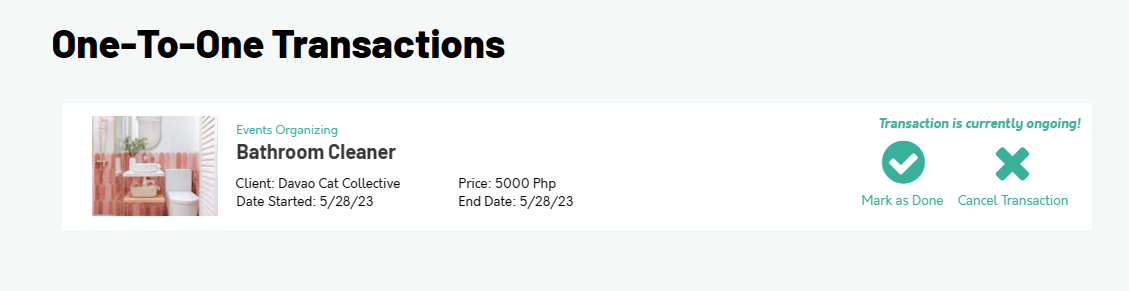 One-To-One Transactions
Transaction is currently ongoing!
Events Organizing
Bathroom Cleaner
Client: Davao Cat Collective
Price: 5000 Php
Date Started: 5/28/23
End Date: 5/28/23
Mark as Done
Cancel Transaction